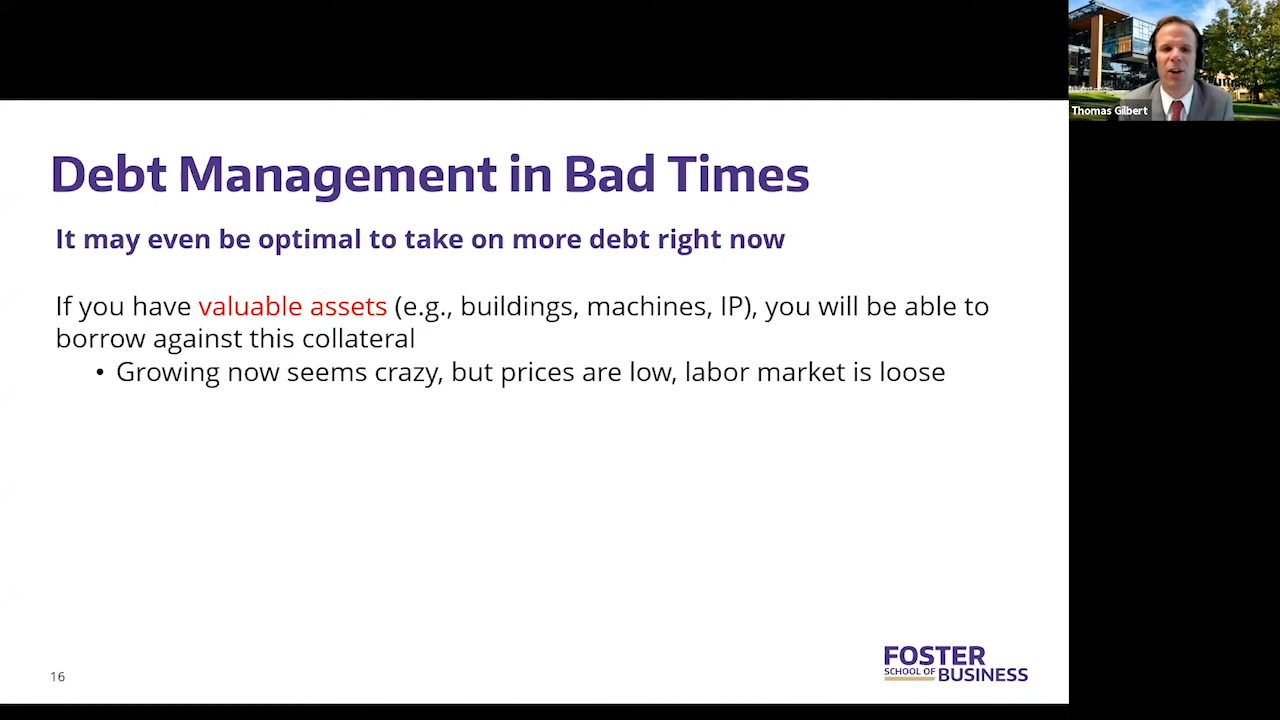 Thomas Gilbert
Debt Management in Bad Times
It may even be optimal to take on more debt right now
If you have valuable assets (e.g., buildings, machines, IP), you will be able to
borrow against this collateral
• Growing now seems crazy, but prices are low, labor market is loose
16
FOSTER
SCHOOL OF BUSINESS